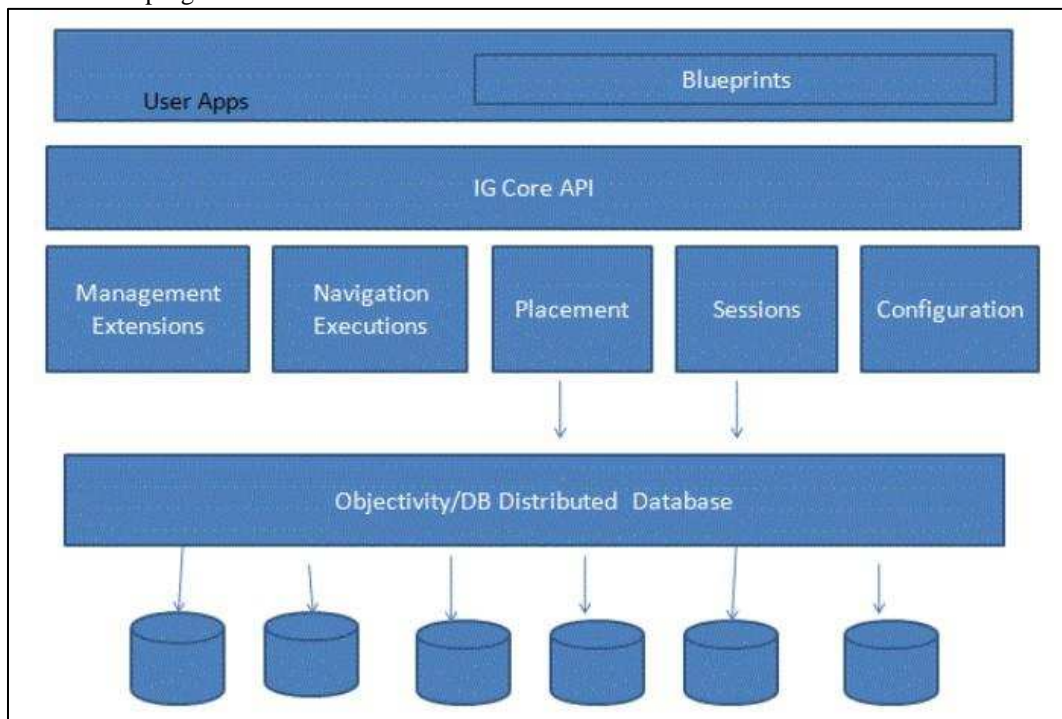 Blueprints
User Apps
IG Core API
Management
Extensions
Navigation
Executions
Placement
Sessions
Configuration
Objectivity/DB Distributed Database